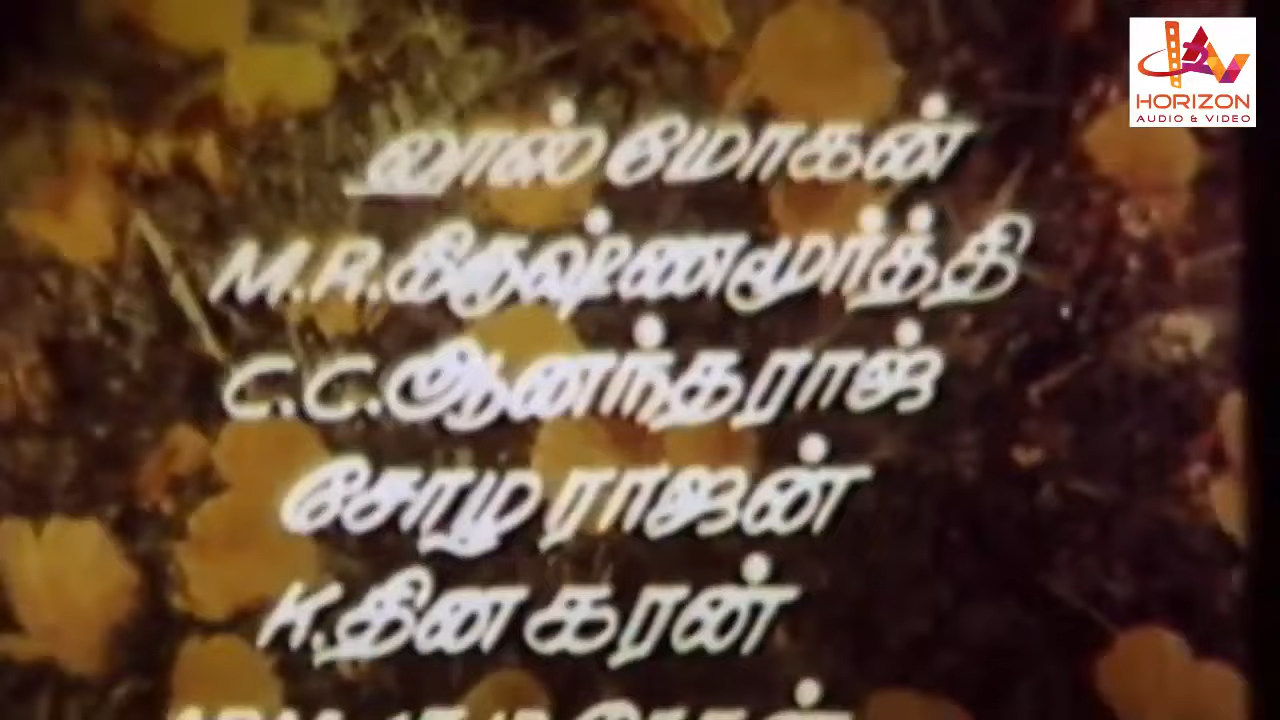 HORIZON
AUDIO & VIDEO
மோகன்
M.R.கிருஷ்ணமூர்த்தி
C.C.ஆனந்தராஜ்
சோழ ராஜன்
K.தினகரன்